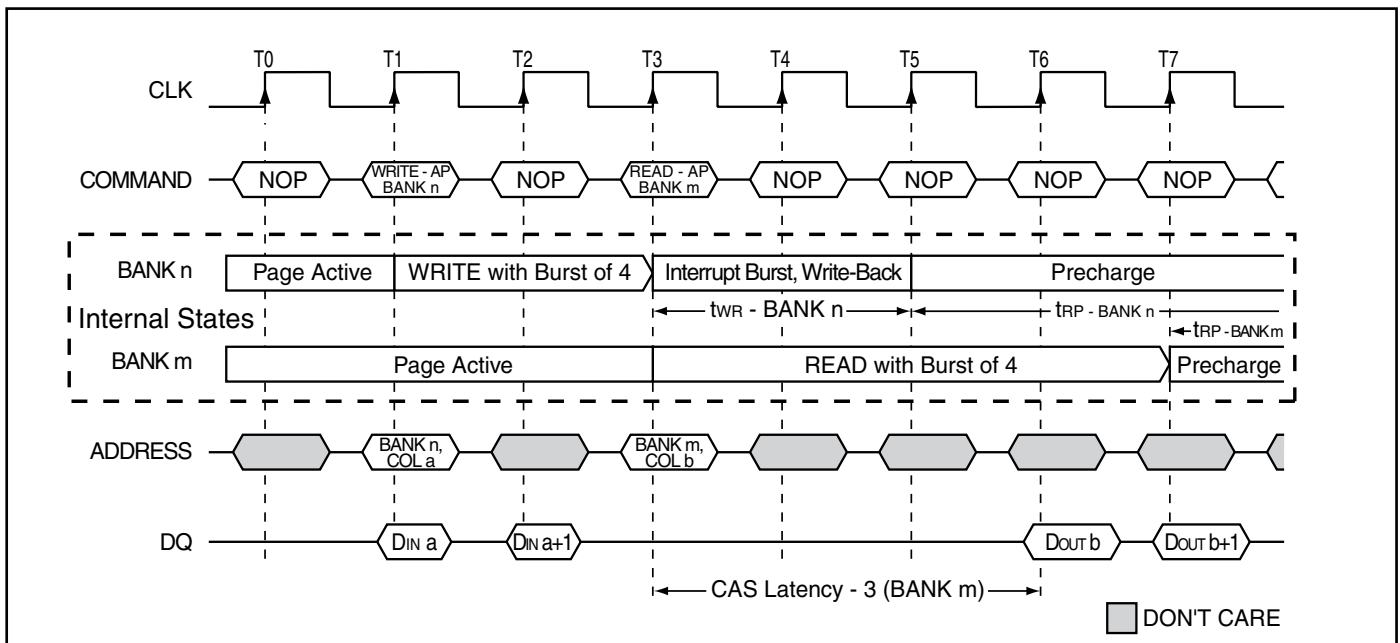 T0 T1 T2 T3 T4 T5 T6 T7
CLK
COMMAND NOP WRITE - AP BANK n NOP READ - AP BANK m NOP NOP NOP NOP
BANK n Page Active WRITE with Burst of 4 Interrupt Burst, Write-Back Precharge
tWR - BANK n tRP - BANK n
Internal States
tRP - BANK m
BANK m Page Active READ with Burst of 4 Precharge
ADDRESS BANK n, COL a BANK m, COL b
DQ DIN a DIN a+1 DOUT b DOUT b+1
CAS Latency - 3 (BANK m)
DON'T CARE